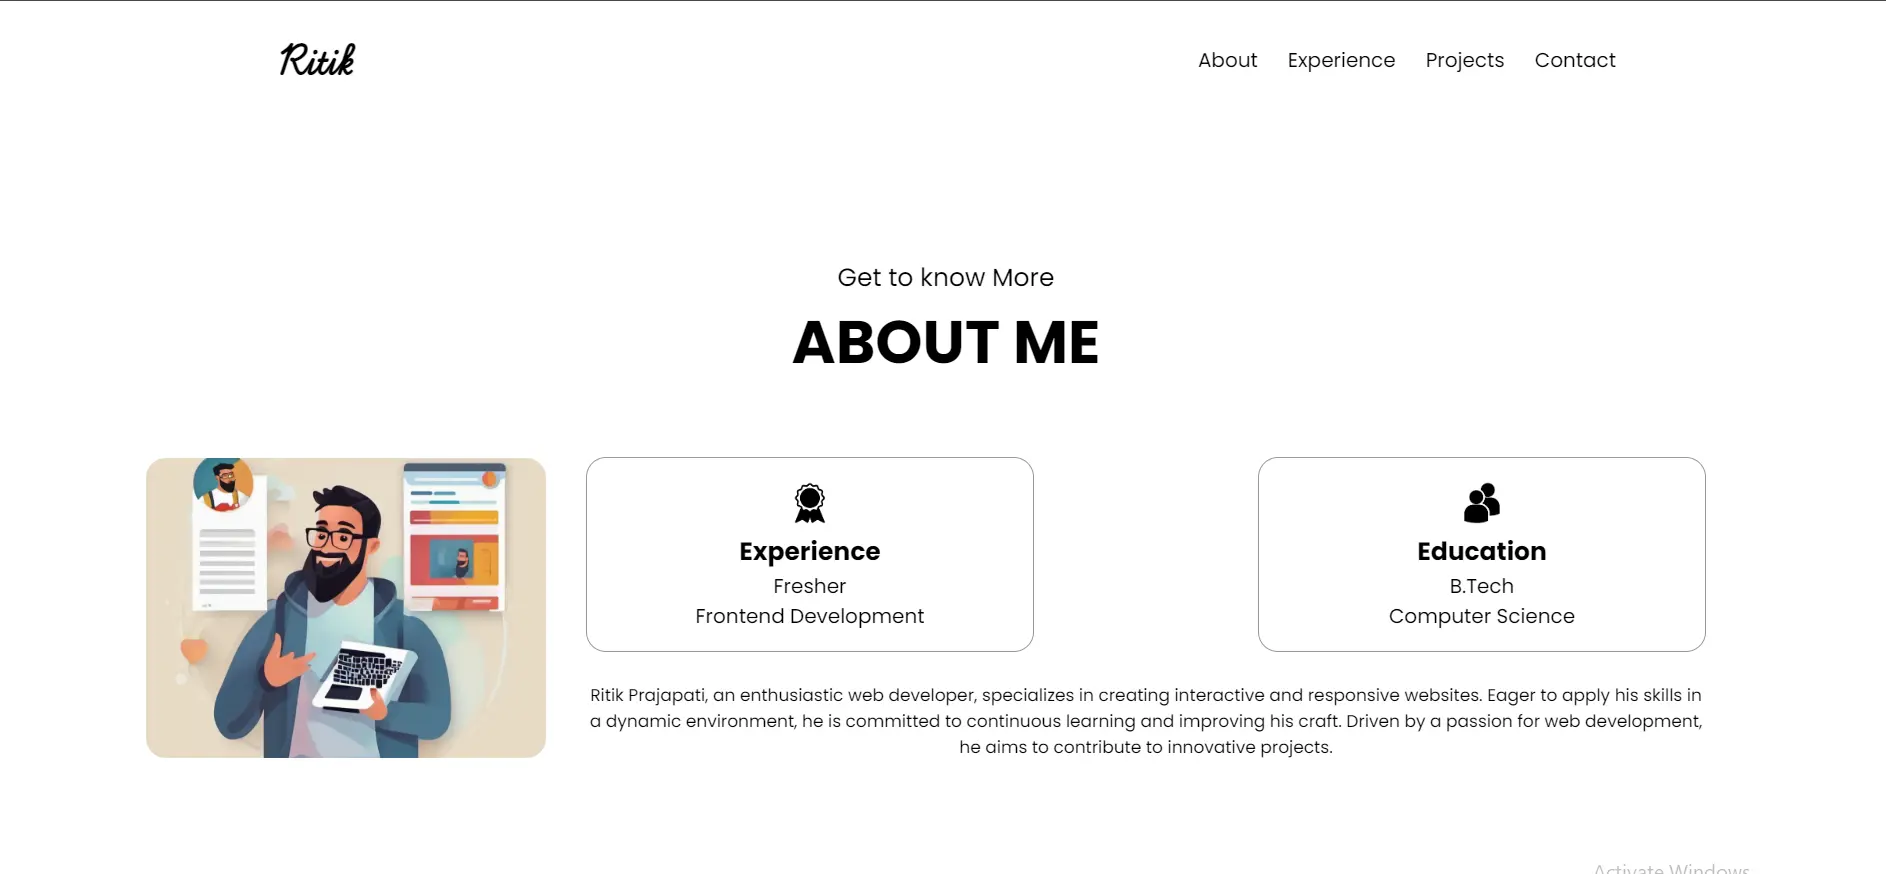 Ritik
About Experience Projects Contact
Get to know More
ABOUT ME
Experience
Fresher
Frontend Development
Education
B.Tech
Computer Science
Ritik Prajapati, an enthusiastic web developer, specializes in creating interactive and responsive websites. Eager to apply his skills in
a dynamic environment, he is committed to continuous learning and improving his craft. Driven by a passion for web development,
he aims to contribute to innovative projects.
Activate Windows